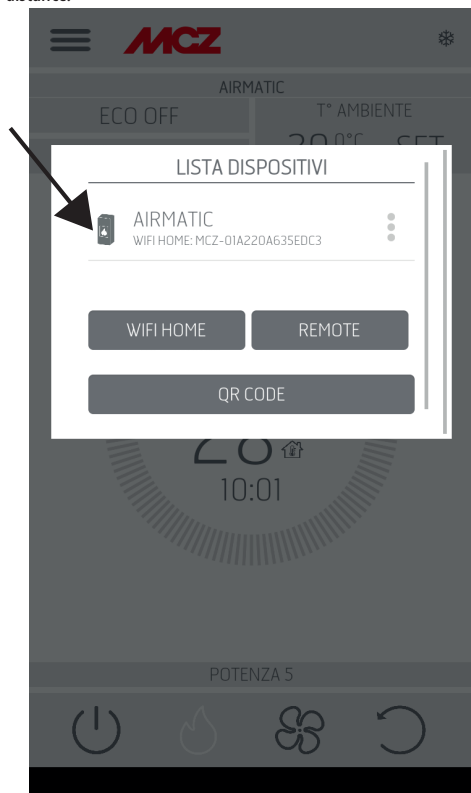 MCZ
AIRMATIC
ECO OFF
T° AMBIENTE
SET
LISTA DISPOSITIVI
AIRMATIC
WIFI HOME: MCZ-01A220A635EDC3
WIFI HOME
REMOTE
QR CODE
10:01
POTENZA 5